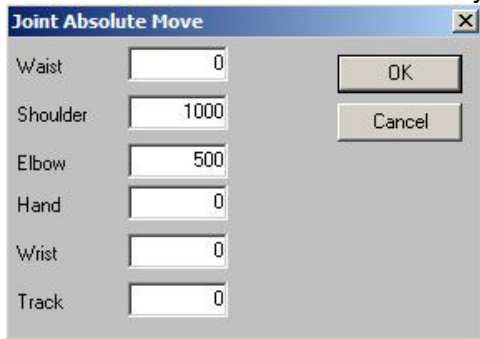 Joint Absolute Move
Waist 0 OK
Shoulder 1000 Cancel
Elbow 500
Hand 0
Wrist 0
Track 0